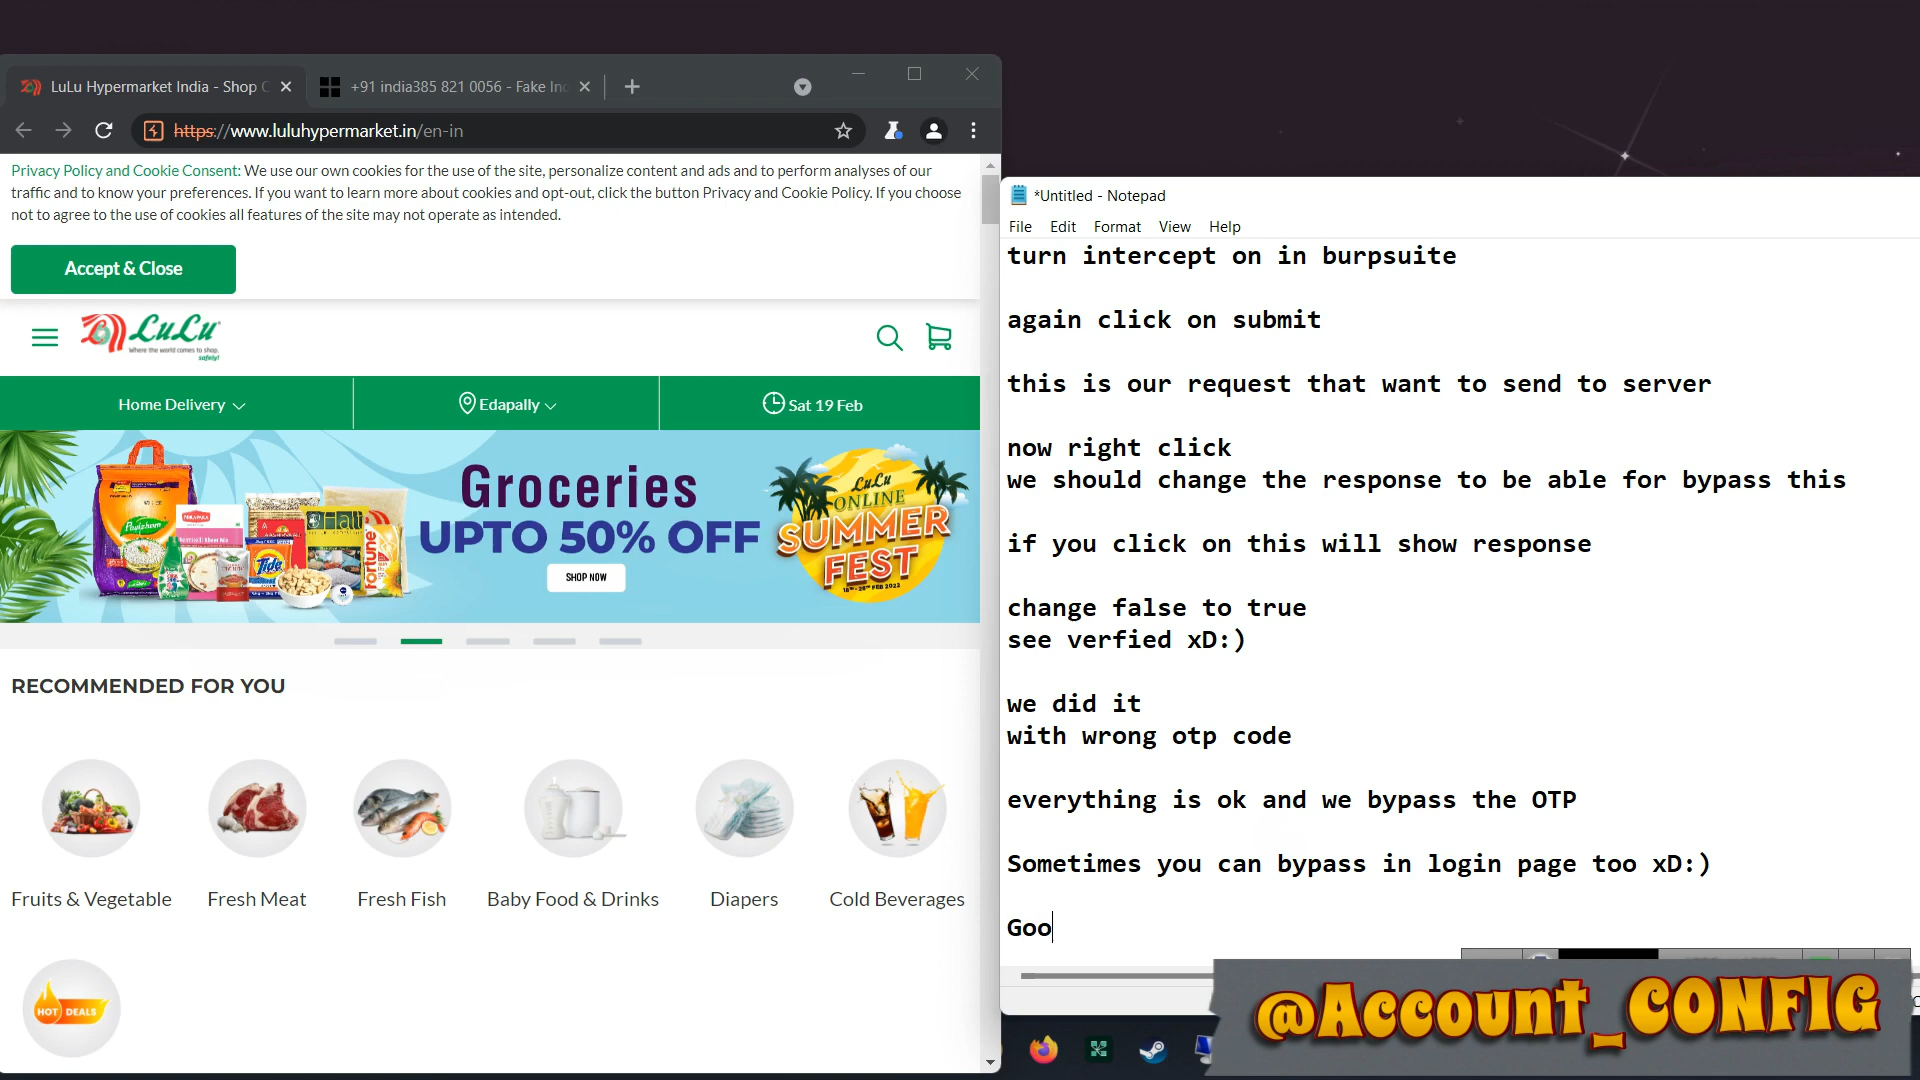 LuLu Hypermarket India - Shop C
+91 india385 821 0056 - Fake Inc
https://www.luluhypermarket.in/en-in
Privacy Policy and Cookie Consent: We use our own cookies for the use of the site, personalize content and ads and to perform analyses of our
traffic and to know your preferences. If you want to learn more about cookies and opt-out, click the button Privacy and Cookie Policy. If you choose
not to agree to the use of cookies all features of the site may not operate as intended.
Accept & Close
LuLu
Where the world comes to shop.
safely!
Home Delivery
Edapally
Sat 19 Feb
Groceries
UPTO 50% OFF
SHOP NOW
LuLu
ONLINE
SUMMER
FEST
Tide
fortune
RECOMMENDED FOR YOU
Fruits & Vegetable
Fresh Meat
Fresh Fish
Baby Food & Drinks
Diapers
Cold Beverages
HOT DEALS
*Untitled - Notepad
File Edit Format View Help
turn intercept on in burpsuite
again click on submit
this is our request that want to send to server
now right click
we should change the response to be able for bypass this
if you click on this will show response
change false to true
see verfied xD:)
we did it
with wrong otp code
everything is ok and we bypass the OTP
Sometimes you can bypass in login page too xD:)
Goo
@Account_CONFIG